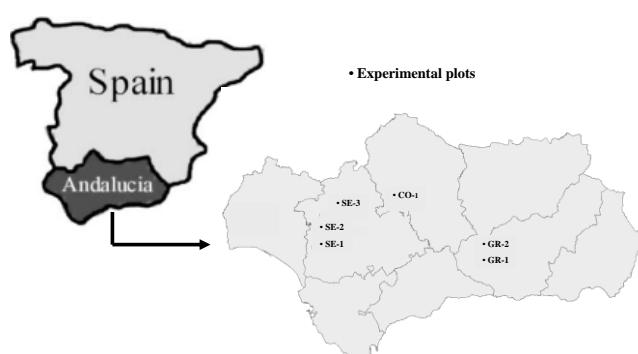 Spain
• Experimental plots
Andalucia
• CO-1
• SE-3
• SE-2
• SE-1
• GR-2
• GR-1